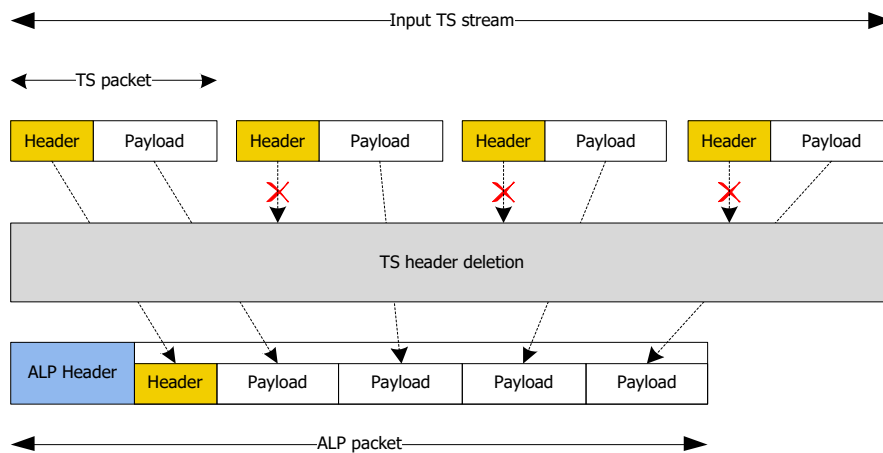 Input TS stream
TS packet
Header Payload Header Payload Header Payload Header Payload
TS header deletion
ALP Header Header Payload Payload Payload Payload
ALP packet